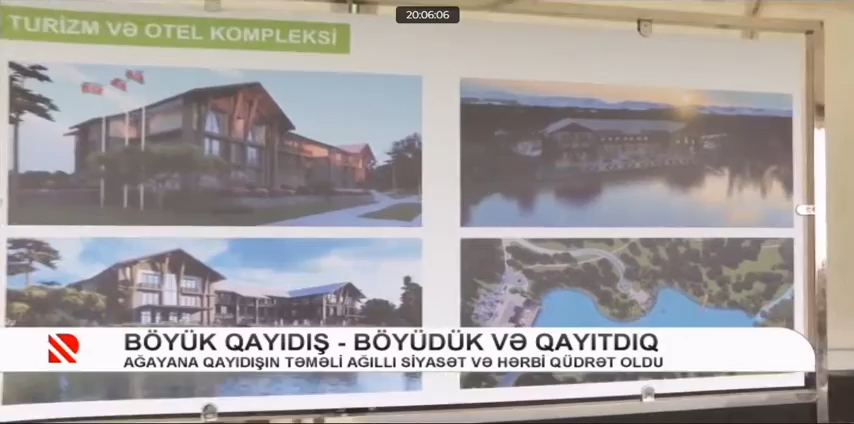 20:06:06
TURİZM VƏ OTEL KOMPLEKSİ
BÖYÜK QAYIDIŞ - BÖYÜDÜK VƏ QAYITDIQ
AĞAYANA QAYIDIŞIN TƏMƏLİ AĞILLI SİYASƏT VƏ HƏRBİ QÜDRƏT OLDU